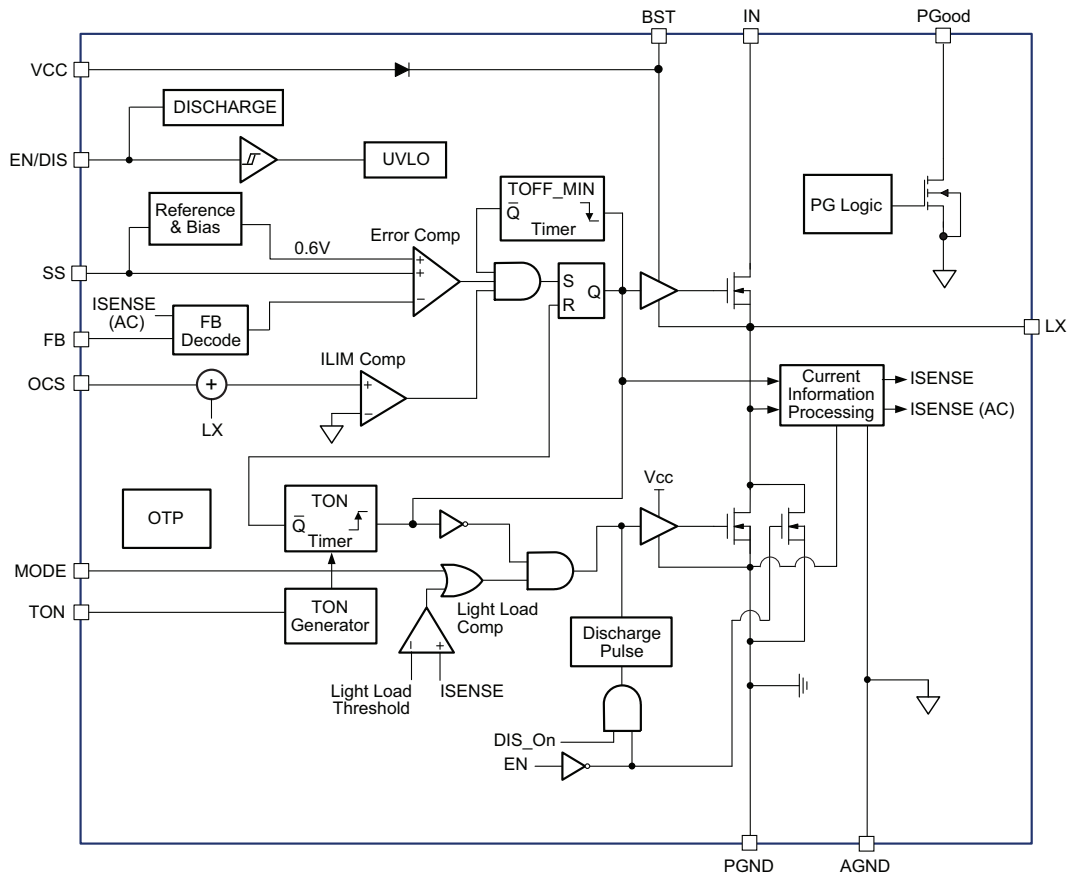 BST
IN
PGood
VCC
DISCHARGE
EN/DIS
UVLO
TOFF_MIN
Q̅
Timer
PG Logic
Reference
& Bias
0.6V
Error Comp
+
+
−
SS
S
R
Q
ISENSE
(AC)
FB
Decode
FB
LX
ILIM Comp
OCS
+
+
−
LX
Current
Information
Processing
ISENSE
ISENSE (AC)
Vcc
OTP
TON
Q̅
Timer
MODE
TON
TON
Generator
Light Load
Comp
−
+
Light Load
Threshold
ISENSE
Discharge
Pulse
DIS_On
EN
PGND
AGND